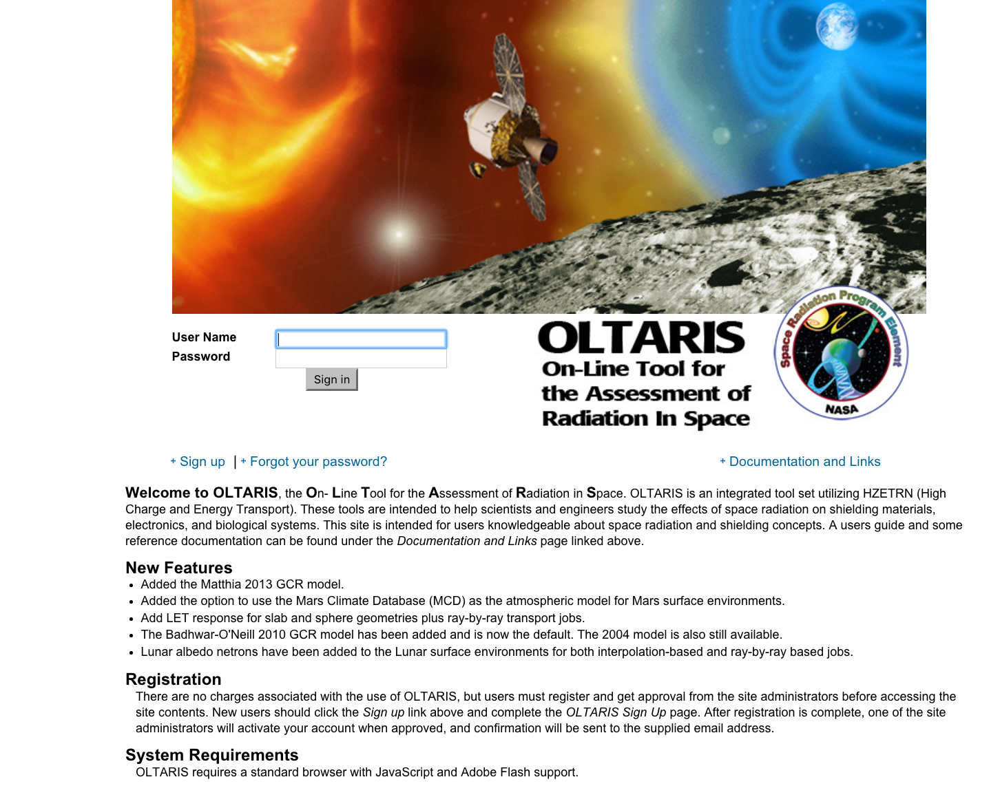 Space Radiation Program Element
NASA
User Name
Password
Sign in
OLTARIS
On-Line Tool for
the Assessment of
Radiation In Space
+ Sign up | + Forgot your password?
+ Documentation and Links
Welcome to OLTARIS, the On- Line Tool for the Assessment of Radiation in Space. OLTARIS is an integrated tool set utilizing HZETRN (High
Charge and Energy Transport). These tools are intended to help scientists and engineers study the effects of space radiation on shielding materials,
electronics, and biological systems. This site is intended for users knowledgeable about space radiation and shielding concepts. A users guide and some
reference documentation can be found under the Documentation and Links page linked above.
New Features
• Added the Matthia 2013 GCR model.
• Added the option to use the Mars Climate Database (MCD) as the atmospheric model for Mars surface environments.
• Add LET response for slab and sphere geometries plus ray-by-ray transport jobs.
• The Badhwar-O'Neill 2010 GCR model has been added and is now the default. The 2004 model is also still available.
• Lunar albedo netrons have been added to the Lunar surface environments for both interpolation-based and ray-by-ray based jobs.
Registration
There are no charges associated with the use of OLTARIS, but users must register and get approval from the site administrators before accessing the
site contents. New users should click the Sign up link above and complete the OLTARIS Sign Up page. After registration is complete, one of the site
administrators will activate your account when approved, and confirmation will be sent to the supplied email address.
System Requirements
OLTARIS requires a standard browser with JavaScript and Adobe Flash support.